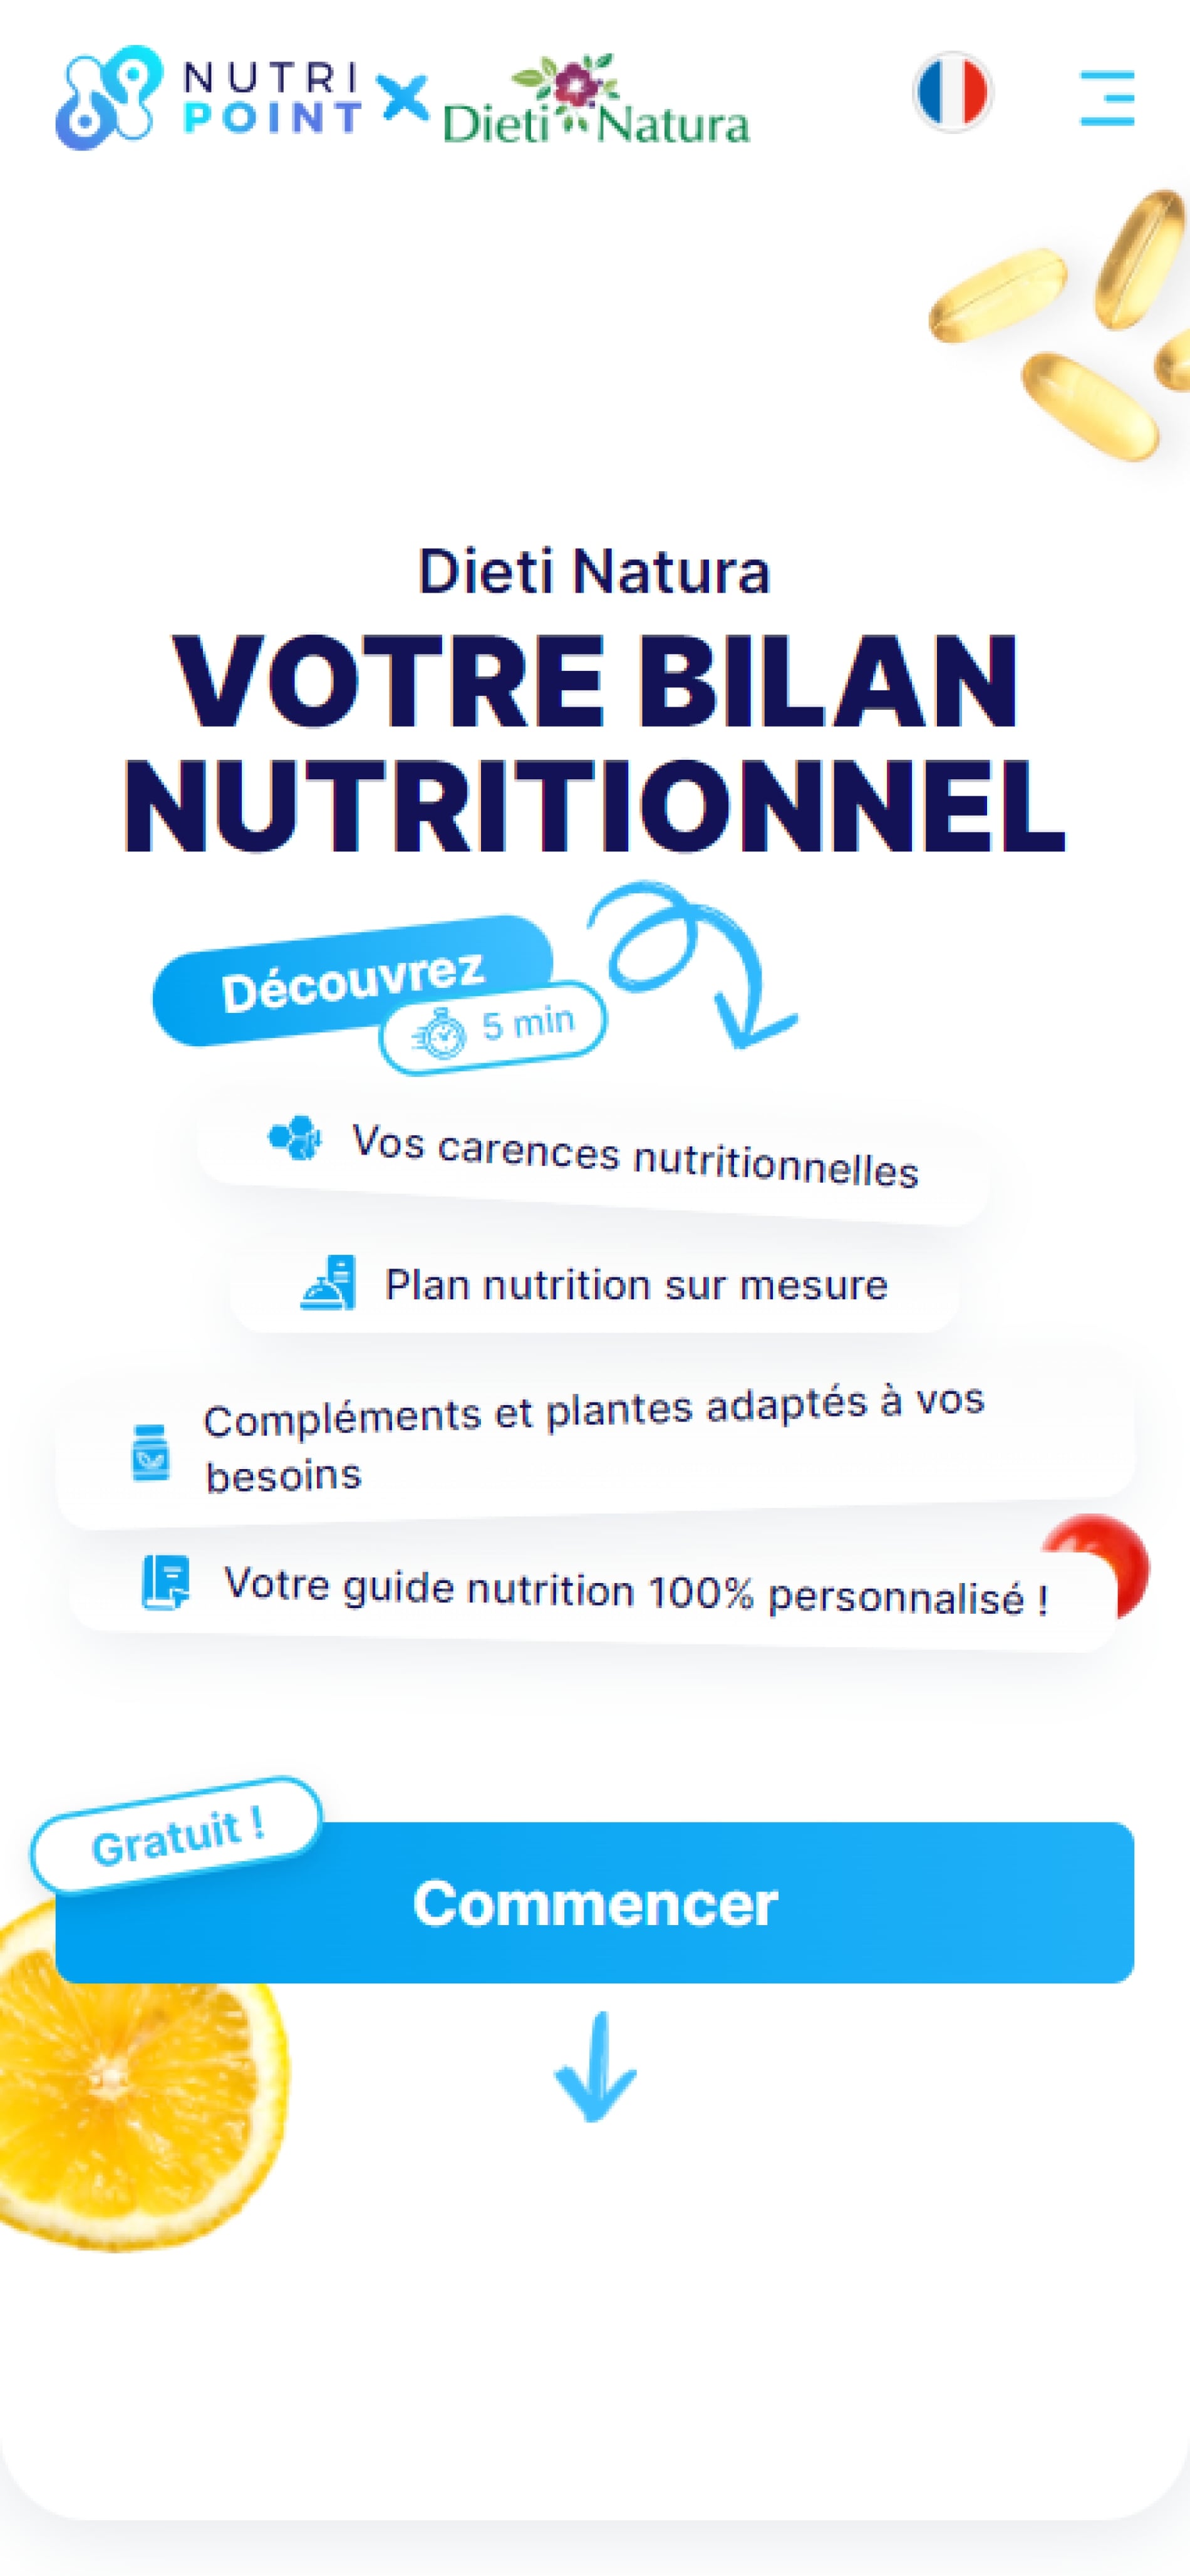 NUTRI
POINT
Dieti Natura
Dieti Natura
VOTRE BILAN
NUTRITIONNEL
Découvrez
5 min
Vos carences nutritionnelles
Plan nutrition sur mesure
Compléments et plantes adaptés à vos
besoins
Votre guide nutrition 100% personnalisé !
Gratuit !
Commencer